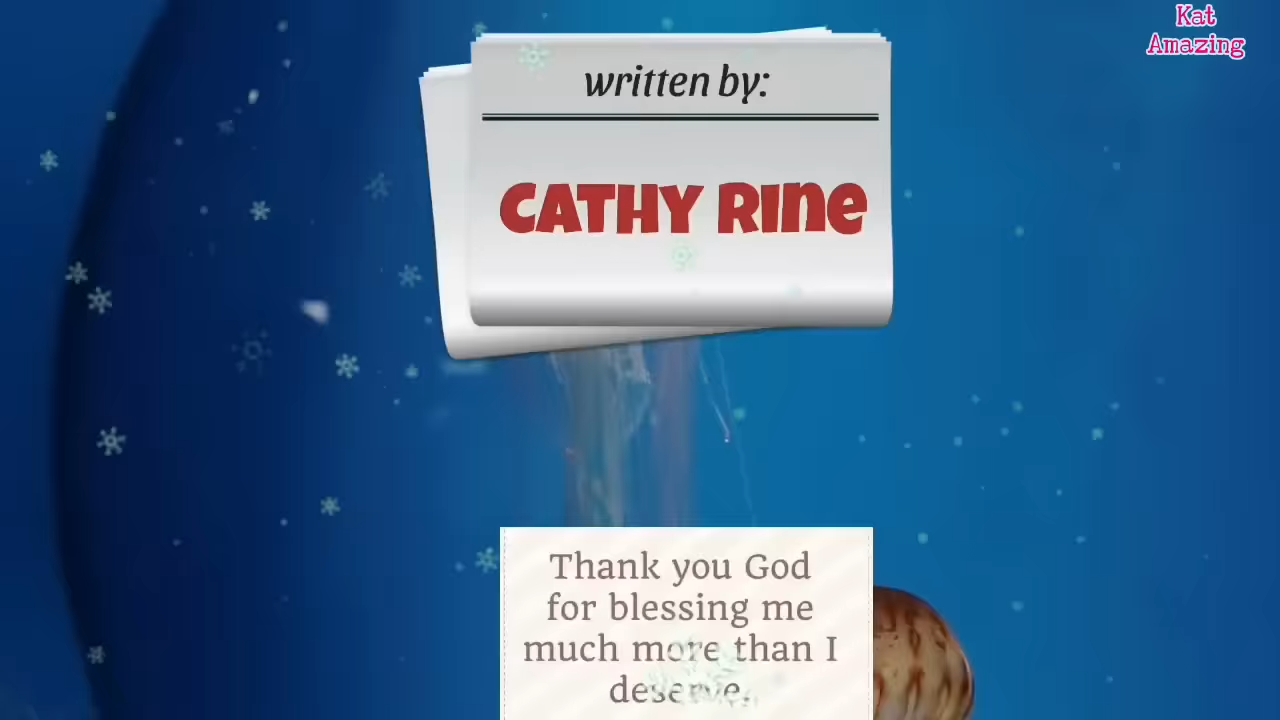 Kat
Amazing
written by:
CATHY RINE
Thank you God
for blessing me
much more than I
deserve.